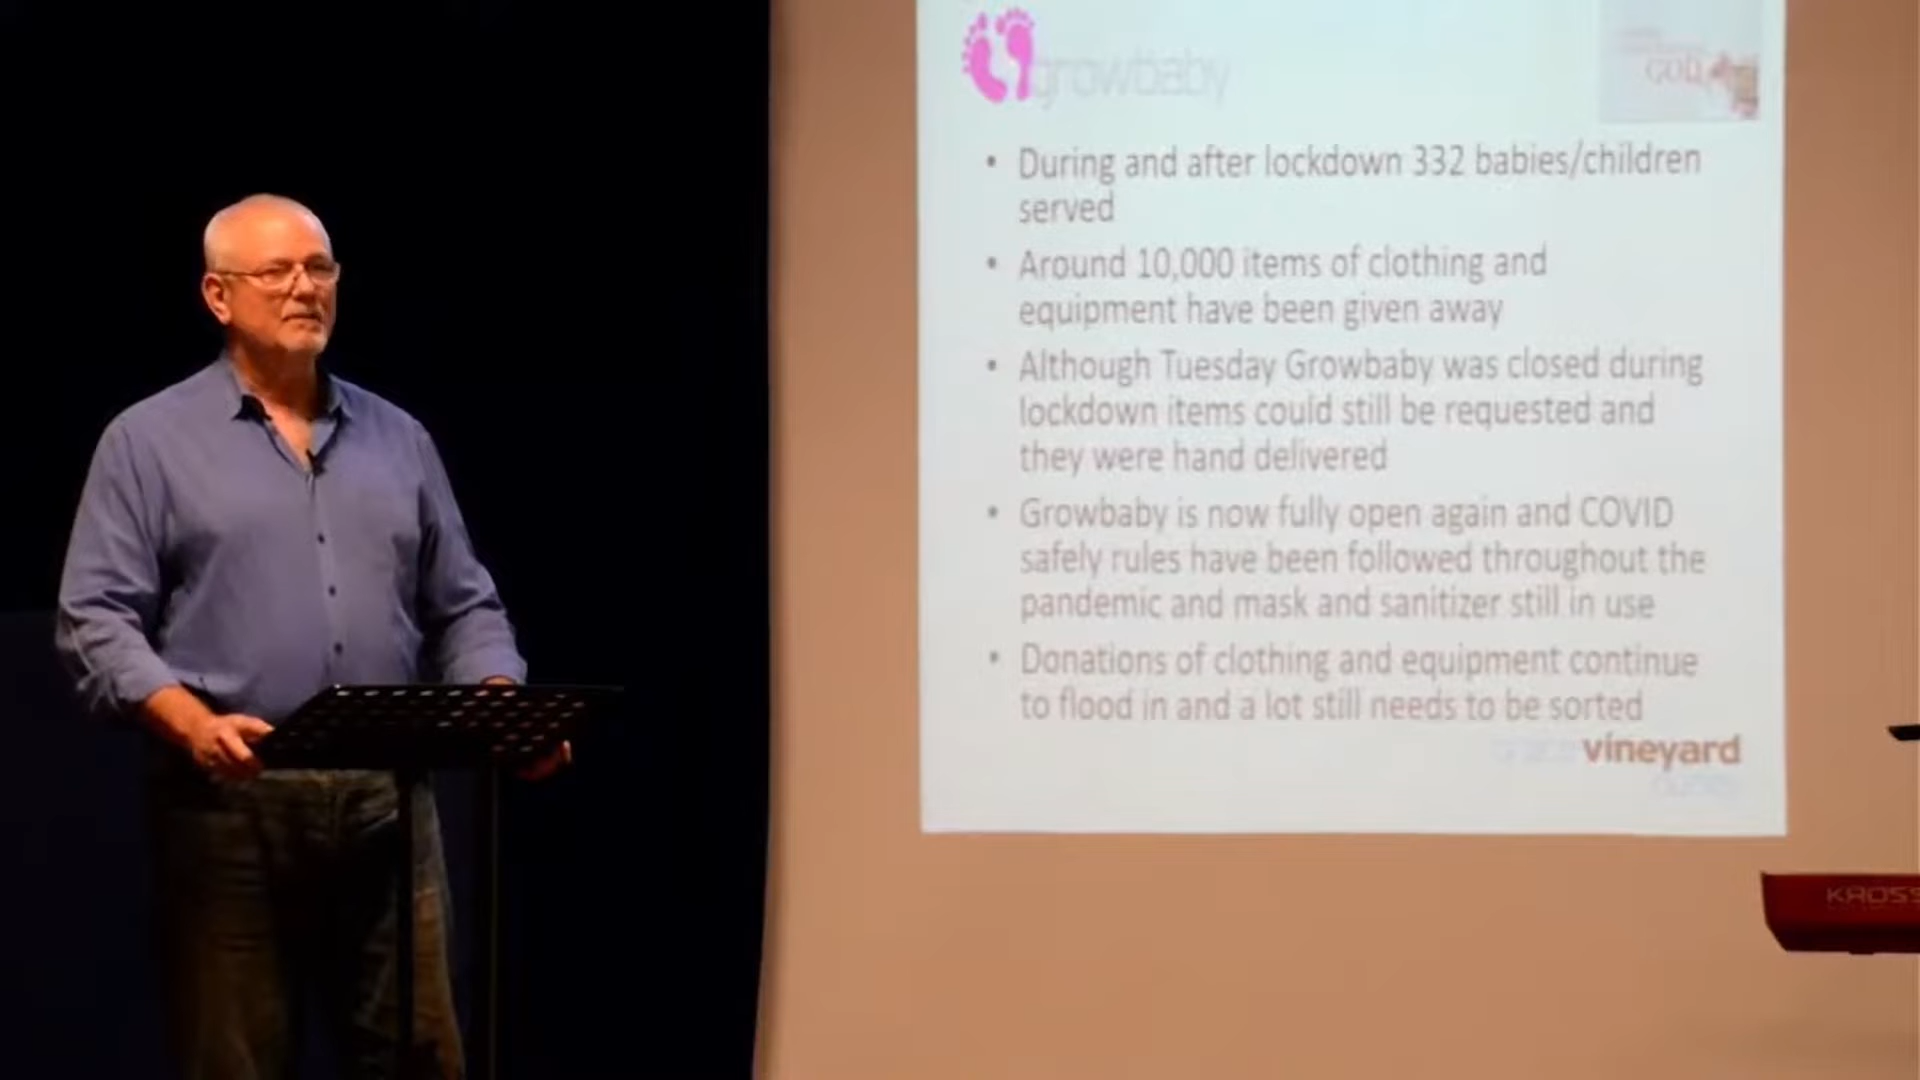 growbaby
GOD
• During and after lockdown 332 babies/children
served
• Around 10,000 items of clothing and
equipment have been given away
• Although Tuesday Growbaby was closed during
lockdown items could still be requested and
they were hand delivered
• Growbaby is now fully open again and COVID
safely rules have been followed throughout the
pandemic and mask and sanitizer still in use
• Donations of clothing and equipment continue
to flood in and a lot still needs to be sorted
vineyard
KROSS